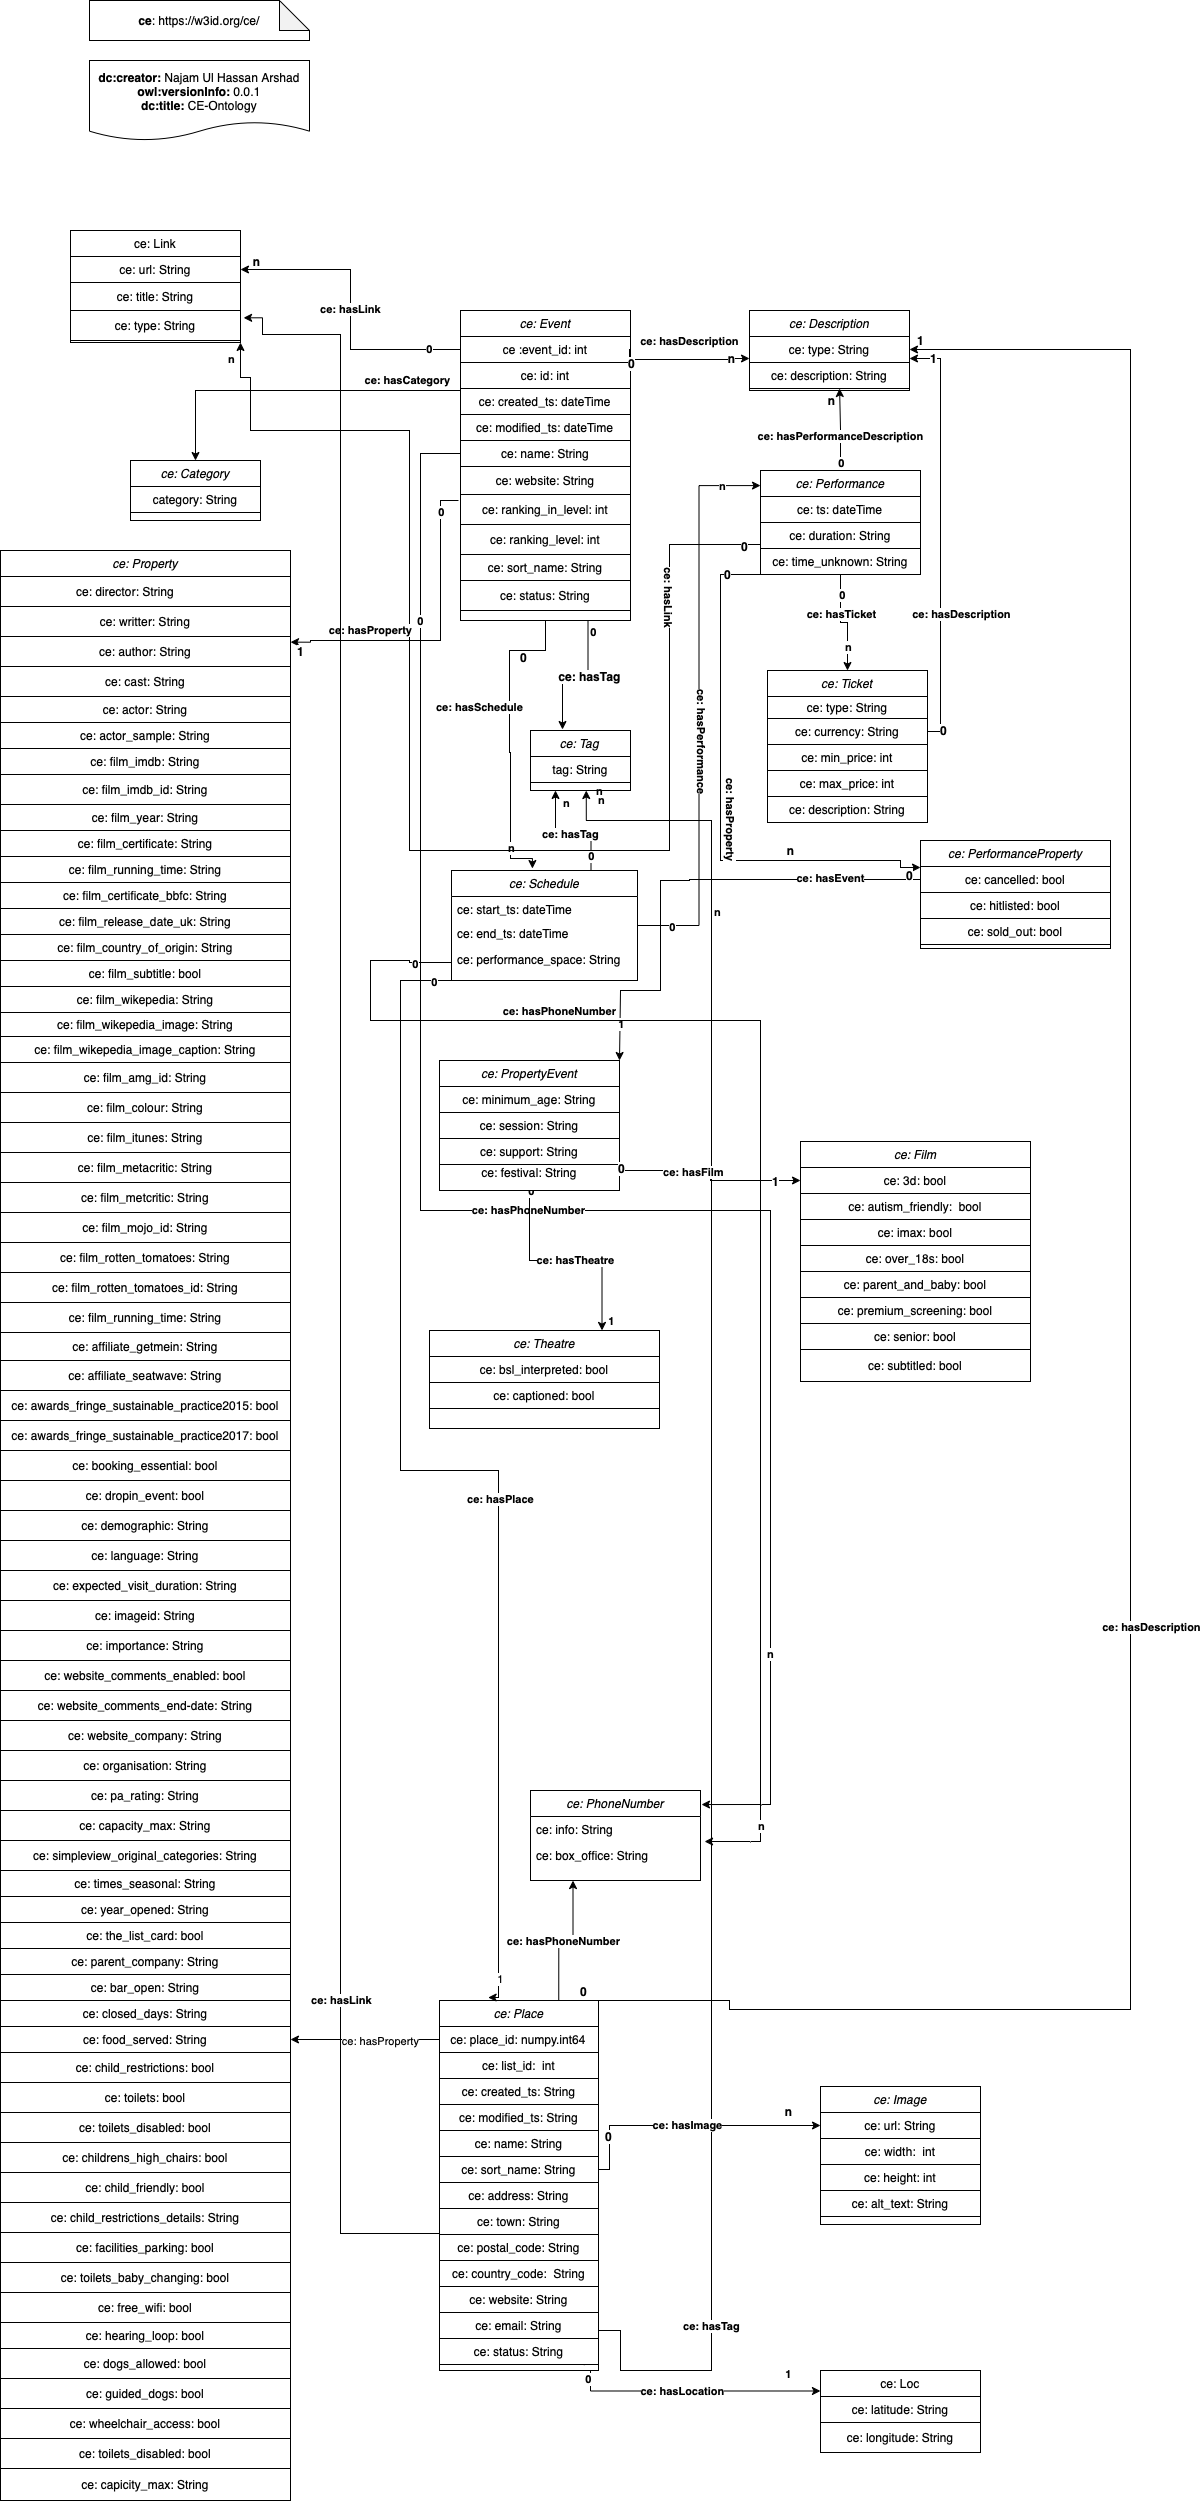 ce: https://w3id.org/ce/
dc:creator: Najam Ul Hassan Arshad
owl:versionInfo: 0.0.1
dc:title: CE-Ontology
ce: Link
ce: url: String
ce: title: String
ce: type: String
n
ce: hasLink
0
n
ce: hasCategory
ce: Category
category: String
ce: Event
ce :event_id: int
ce: id: int
ce: created_ts: dateTime
ce: modified_ts: dateTime
ce: name: String
ce: website: String
ce: ranking_in_level: int
ce: ranking_level: int
ce: sort_name: String
ce: status: String
ce: hasDescription
0
n
ce: Description
ce: type: String
ce: description: String
1
1
n
ce: hasPerformanceDescription
0
ce: Performance
ce: ts: dateTime
ce: duration: String
ce: time_unknown: String
n
0
0
0
ce: hasTicket
n
ce: hasDescription
0
ce: Ticket
ce: type: String
ce: currency: String
ce: min_price: int
ce: max_price: int
ce: description: String
0
0
ce: hasProperty
1
0
ce: hasSchedule
n
0
ce: hasTag
ce: hasLink
ce: hasPerformance
ce: hasProperty
ce: Tag
tag: String
n
n
n
ce: hasTag
0
n
ce: PerformanceProperty
ce: cancelled: bool
ce: hitlisted: bool
ce: sold_out: bool
ce: hasEvent
0
ce: Schedule
ce: start_ts: dateTime
ce: end_ts: dateTime
ce: performance_space: String
0
0
0
n
ce: hasPhoneNumber
1
ce: PropertyEvent
ce: minimum_age: String
ce: session: String
ce: support: String
ce: festival: String
0
ce: hasFilm
1
0
ce: hasPhoneNumber
ce: hasTheatre
1
ce: Film
ce: 3d: bool
ce: autism_friendly:  bool
ce: imax: bool
ce: over_18s: bool
ce: parent_and_baby: bool
ce: premium_screening: bool
ce: senior: bool
ce: subtitled: bool
ce: Theatre
ce: bsl_interpreted: bool
ce: captioned: bool
ce: hasPlace
ce: hasDescription
n
ce: PhoneNumber
ce: info: String
ce: box_office: String
n
ce: hasPhoneNumber
1
0
ce: hasLink
ce: hasProperty
ce: Place
ce: place_id: numpy.int64
ce: list_id:  int
ce: created_ts: String
ce: modified_ts: String
ce: name: String
ce: sort_name: String
ce: address: String
ce: town: String
ce: postal_code: String
ce: country_code:  String
ce: website: String
ce: email: String
ce: status: String
0
ce: hasImage
n
ce: Image
ce: url: String
ce: width:  int
ce: height: int
ce: alt_text: String
ce: hasTag
0
ce: hasLocation
1
ce: Loc
ce: latitude: String
ce: longitude: String
ce: Property
ce: director: String
ce: writter: String
ce: author: String
ce: cast: String
ce: actor: String
ce: actor_sample: String
ce: film_imdb: String
ce: film_imdb_id: String
ce: film_year: String
ce: film_certificate: String
ce: film_running_time: String
ce: film_certificate_bbfc: String
ce: film_release_date_uk: String
ce: film_country_of_origin: String
ce: film_subtitle: bool
ce: film_wikepedia: String
ce: film_wikepedia_image: String
ce: film_wikepedia_image_caption: String
ce: film_amg_id: String
ce: film_colour: String
ce: film_itunes: String
ce: film_metacritic: String
ce: film_metcritic: String
ce: film_mojo_id: String
ce: film_rotten_tomatoes: String
ce: film_rotten_tomatoes_id: String
ce: film_running_time: String
ce: affiliate_getmein: String
ce: affiliate_seatwave: String
ce: awards_fringe_sustainable_practice2015: bool
ce: awards_fringe_sustainable_practice2017: bool
ce: booking_essential: bool
ce: dropin_event: bool
ce: demographic: String
ce: language: String
ce: expected_visit_duration: String
ce: imageid: String
ce: importance: String
ce: website_comments_enabled: bool
ce: website_comments_end-date: String
ce: website_company: String
ce: organisation: String
ce: pa_rating: String
ce: capacity_max: String
ce: simpleview_original_categories: String
ce: times_seasonal: String
ce: year_opened: String
ce: the_list_card: bool
ce: parent_company: String
ce: bar_open: String
ce: closed_days: String
ce: food_served: String
ce: child_restrictions: bool
ce: toilets: bool
ce: toilets_disabled: bool
ce: childrens_high_chairs: bool
ce: child_friendly: bool
ce: child_restrictions_details: String
ce: facilities_parking: bool
ce: toilets_baby_changing: bool
ce: free_wifi: bool
ce: hearing_loop: bool
ce: dogs_allowed: bool
ce: guided_dogs: bool
ce: wheelchair_access: bool
ce: toilets_disabled: bool
ce: capicity_max: String